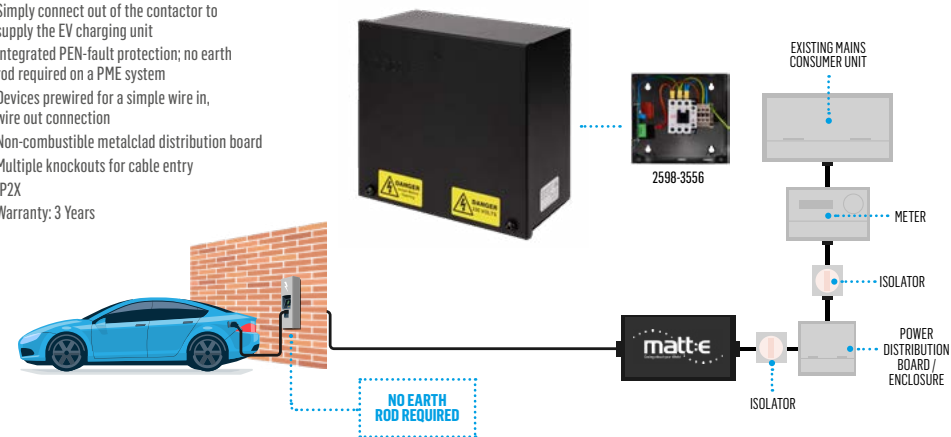 Simply connect out of the contactor to
supply the EV charging unit
Integrated PEN-fault protection; no earth
rod required on a PME system
Devices prewired for a simple wire in,
wire out connection
Non-combustible metalclad distribution board
Multiple knockouts for cable entry
IP2X
Warranty: 3 Years
DANGER
DANGER
2598-3556
EXISTING MAINS
CONSUMER UNIT
METER
ISOLATOR
POWER
DISTRIBUTION
BOARD /
ENCLOSURE
matt:e
ISOLATOR
NO EARTH
ROD REQUIRED